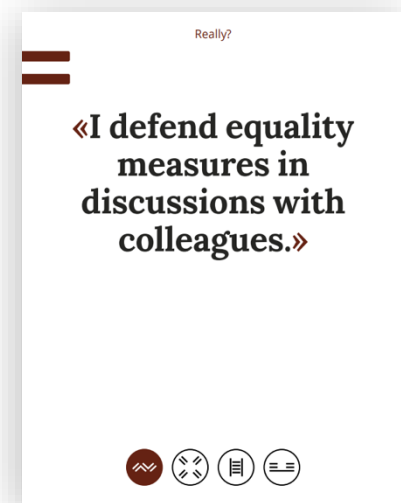 Really?
«I defend equality
measures in
discussions with
colleagues.»